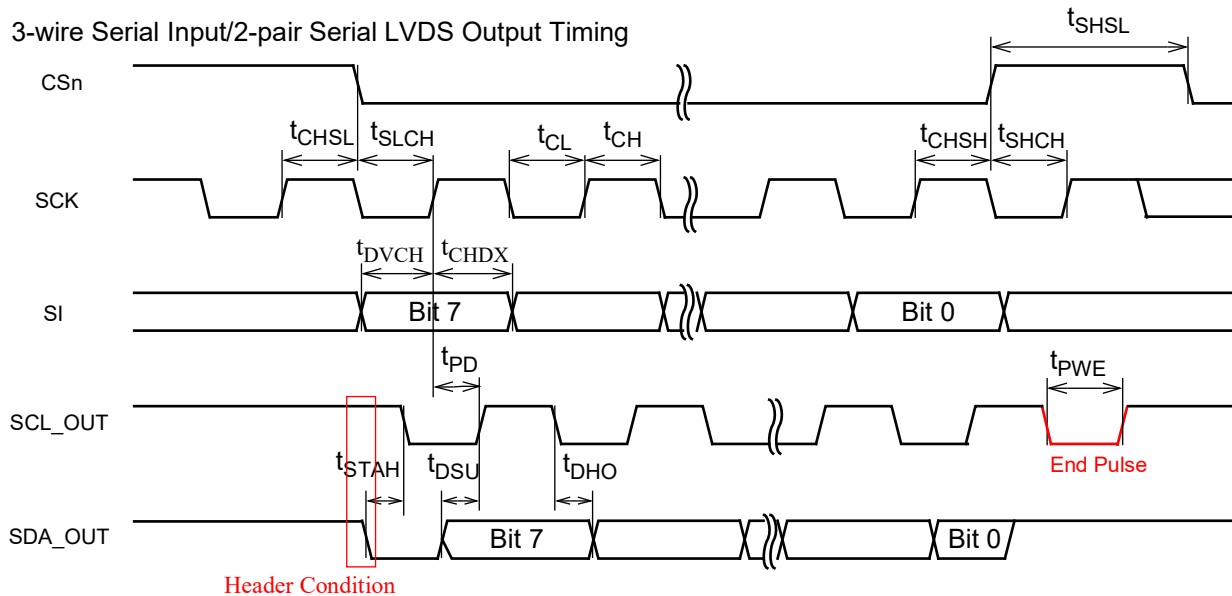 3-wire Serial Input/2-pair Serial LVDS Output Timing
tSHSL
CSn
tCHSL tSLCH tCL tCH tCHSH tSHCH
SCK
tDVCH tCHDX
SI Bit 7 Bit 0
tPD tPWE
SCL_OUT
End Pulse
tSTAH tDSU tDHO
SDA_OUT Bit 7 Bit 0
Header Condition